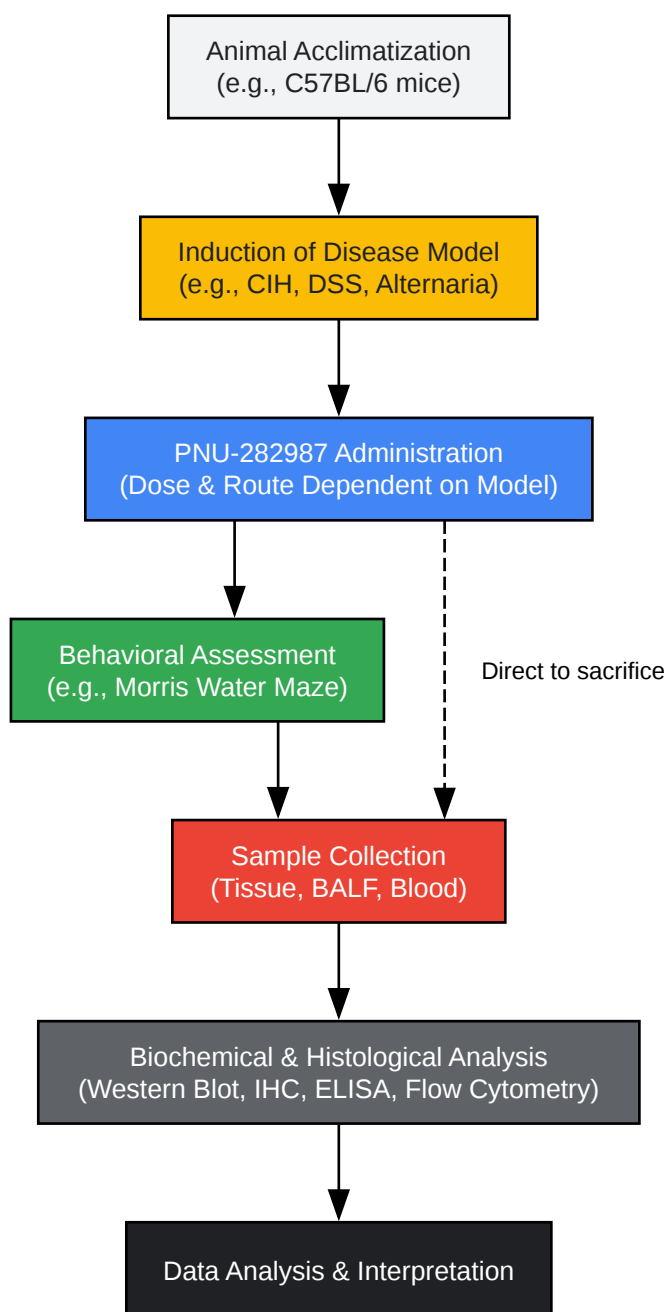 Animal Acclimatization
(e.g., C57BL/6 mice)
Induction of Disease Model
(e.g., CIH, DSS, Alternaria)
PNU-282987 Administration
(Dose & Route Dependent on Model)
Behavioral Assessment
(e.g., Morris Water Maze)
Direct to sacrifice
Sample Collection
(Tissue, BALF, Blood)
Biochemical & Histological Analysis
(Western Blot, IHC, ELISA, Flow Cytometry)
Data Analysis & Interpretation